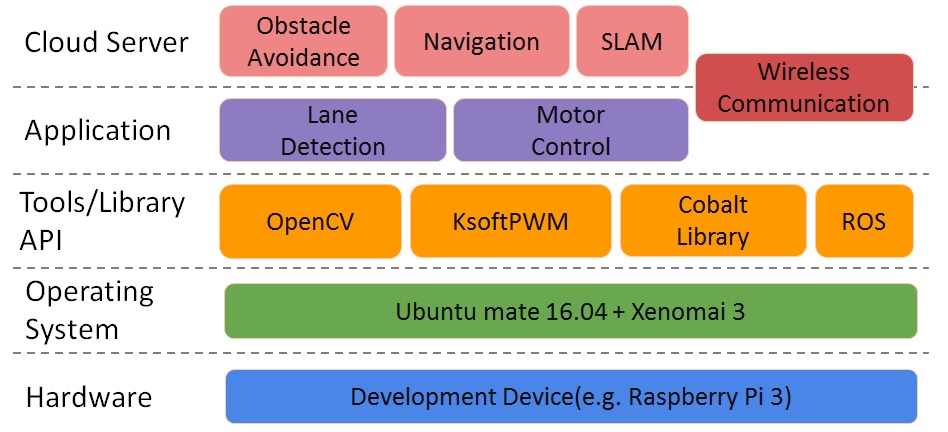 Cloud Server
Obstacle
Avoidance
Navigation
SLAM
Wireless
Communication
Application
Lane
Detection
Motor
Control
Tools/Library
API
OpenCV
KsoftPWM
Cobalt
Library
ROS
Operating
System
Ubuntu mate 16.04 + Xenomai 3
Hardware
Development Device(e.g. Raspberry Pi 3)